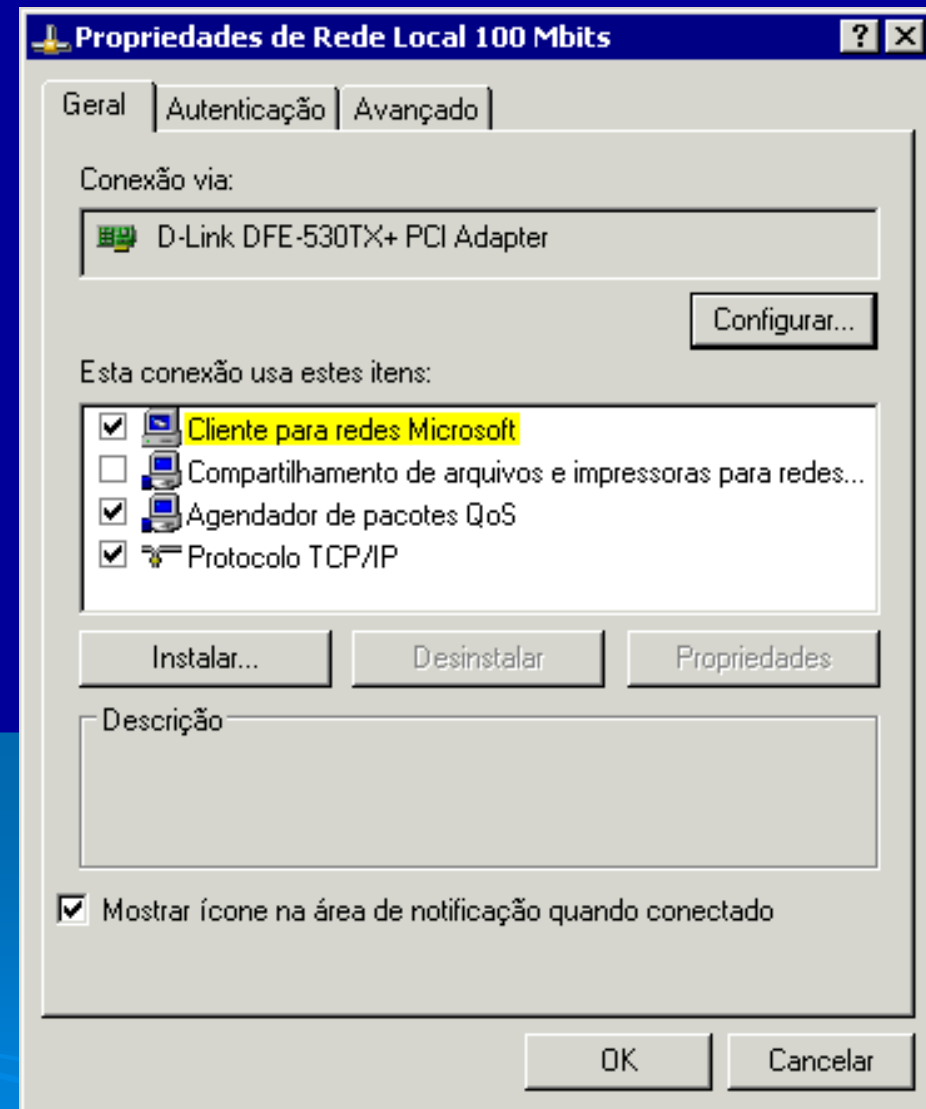 Propriedades de Rede Local 100 Mbits
Geral Autenticação Avançado
Conexão via:
D-Link DFE-530TX+ PCI Adapter
Configurar...
Esta conexão usa estes itens:
Cliente para redes Microsoft
Compartilhamento de arquivos e impressoras para redes...
Agendador de pacotes QoS
Protocolo TCP/IP
Instalar... Desinstalar Propriedades
Descrição
Mostrar ícone na área de notificação quando conectado
OK Cancelar